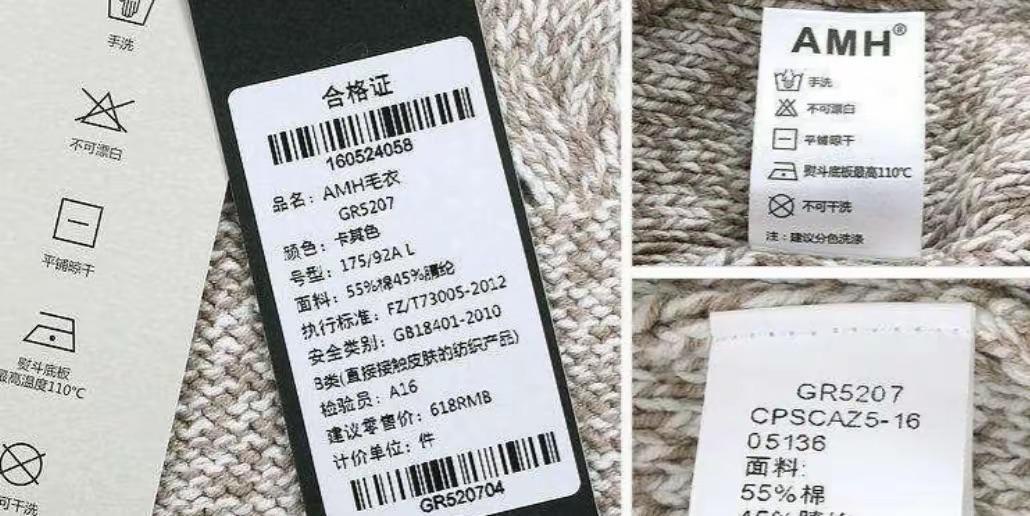 手洗
不可漂白
平铺晾干
熨斗底板
最高温度110℃
可干洗
合格证
160524058
品名：AMH毛衣
GR5207
颜色：卡其色
号型：175/92A L
面料：55%棉45%腈纶
执行标准：FZ/T73005-2012
安全类别：GB18401-2010
B类(直接接触皮肤的纺织产品)
检验员：A16
建议零售价：618RMB
计价单位：件
GR520704
AMH®
手洗
不可漂白
平铺晾干
熨斗底板最高110℃
不可干洗
注：建议分色洗涤
GR5207
CPSCAZ5-16
05136
面料:
55%棉